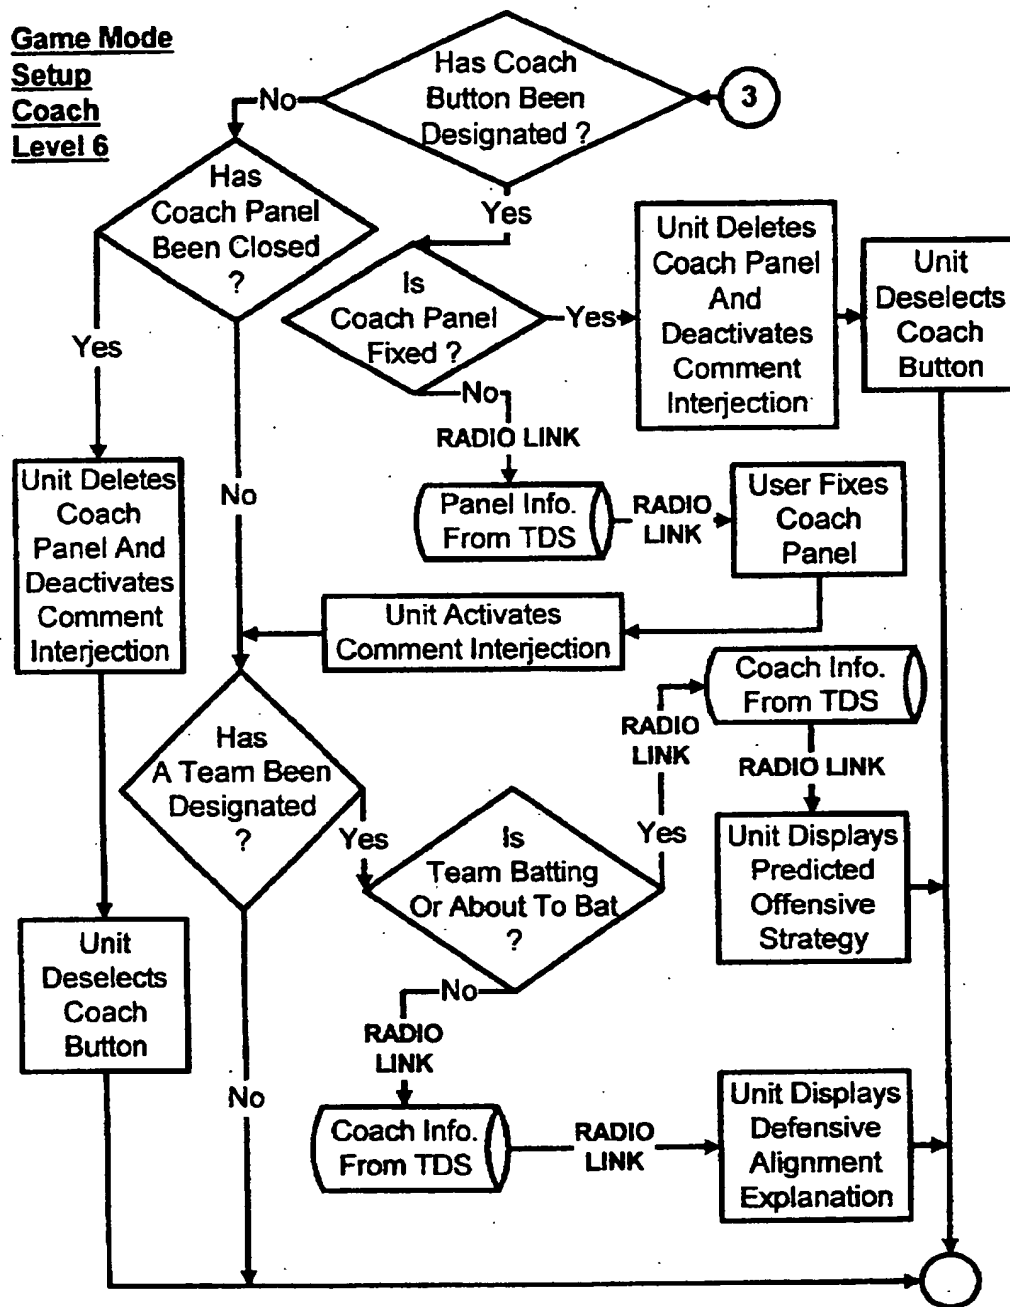 Game Mode
Setup
Coach
Level 6
Has Coach
Button Been
Designated ?
3
No
Yes
Has
Coach Panel
Been Closed
?
Is
Coach Panel
Fixed ?
Yes
Unit Deletes
Coach Panel
And
Deactivates
Comment
Interjection
Unit
Deselects
Coach
Button
Yes
No
No
RADIO LINK
Panel Info.
From TDS
RADIO
LINK
User Fixes
Coach
Panel
Unit Deletes
Coach
Panel And
Deactivates
Comment
Interjection
Unit Activates
Comment Interjection
Coach Info.
From TDS
RADIO
LINK
RADIO LINK
Has
A Team Been
Designated
?
Yes
Is
Team Batting
Or About To Bat
?
Yes
Unit Displays
Predicted
Offensive
Strategy
Unit
Deselects
Coach
Button
No
RADIO
LINK
No
Coach Info.
From TDS
RADIO
LINK
Unit Displays
Defensive
Alignment
Explanation